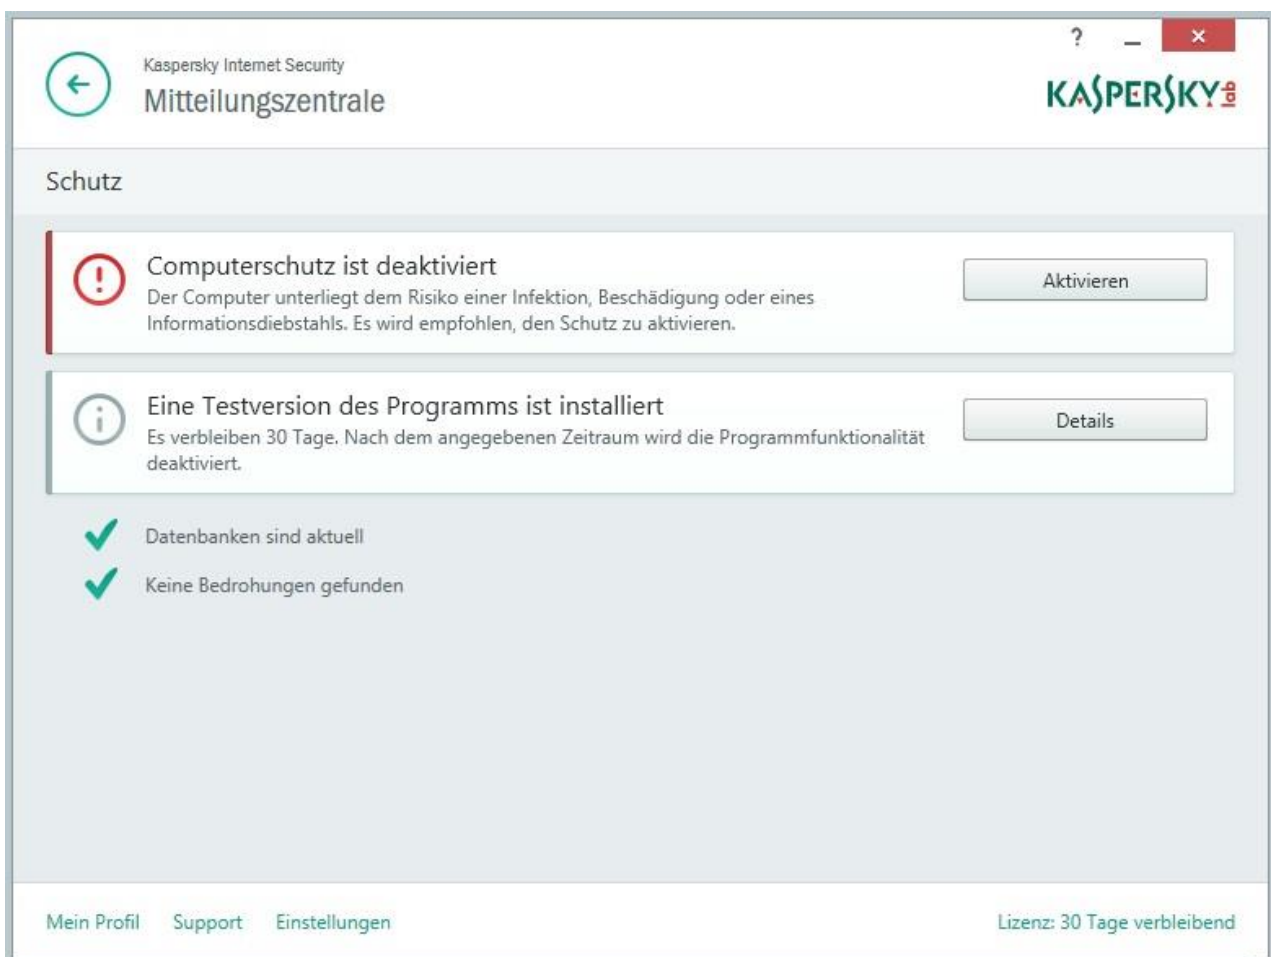 ? _ ×
Kaspersky Internet Security
Mitteilungszentrale
KASPERSKY lab
Schutz
Computerschutz ist deaktiviert
Der Computer unterliegt dem Risiko einer Infektion, Beschädigung oder eines
Informationsdiebstahls. Es wird empfohlen, den Schutz zu aktivieren.
Aktivieren
Eine Testversion des Programms ist installiert
Es verbleiben 30 Tage. Nach dem angegebenen Zeitraum wird die Programmfunktionalität
deaktiviert.
Details
Datenbanken sind aktuell
Keine Bedrohungen gefunden
Mein Profil Support Einstellungen Lizenz: 30 Tage verbleibend